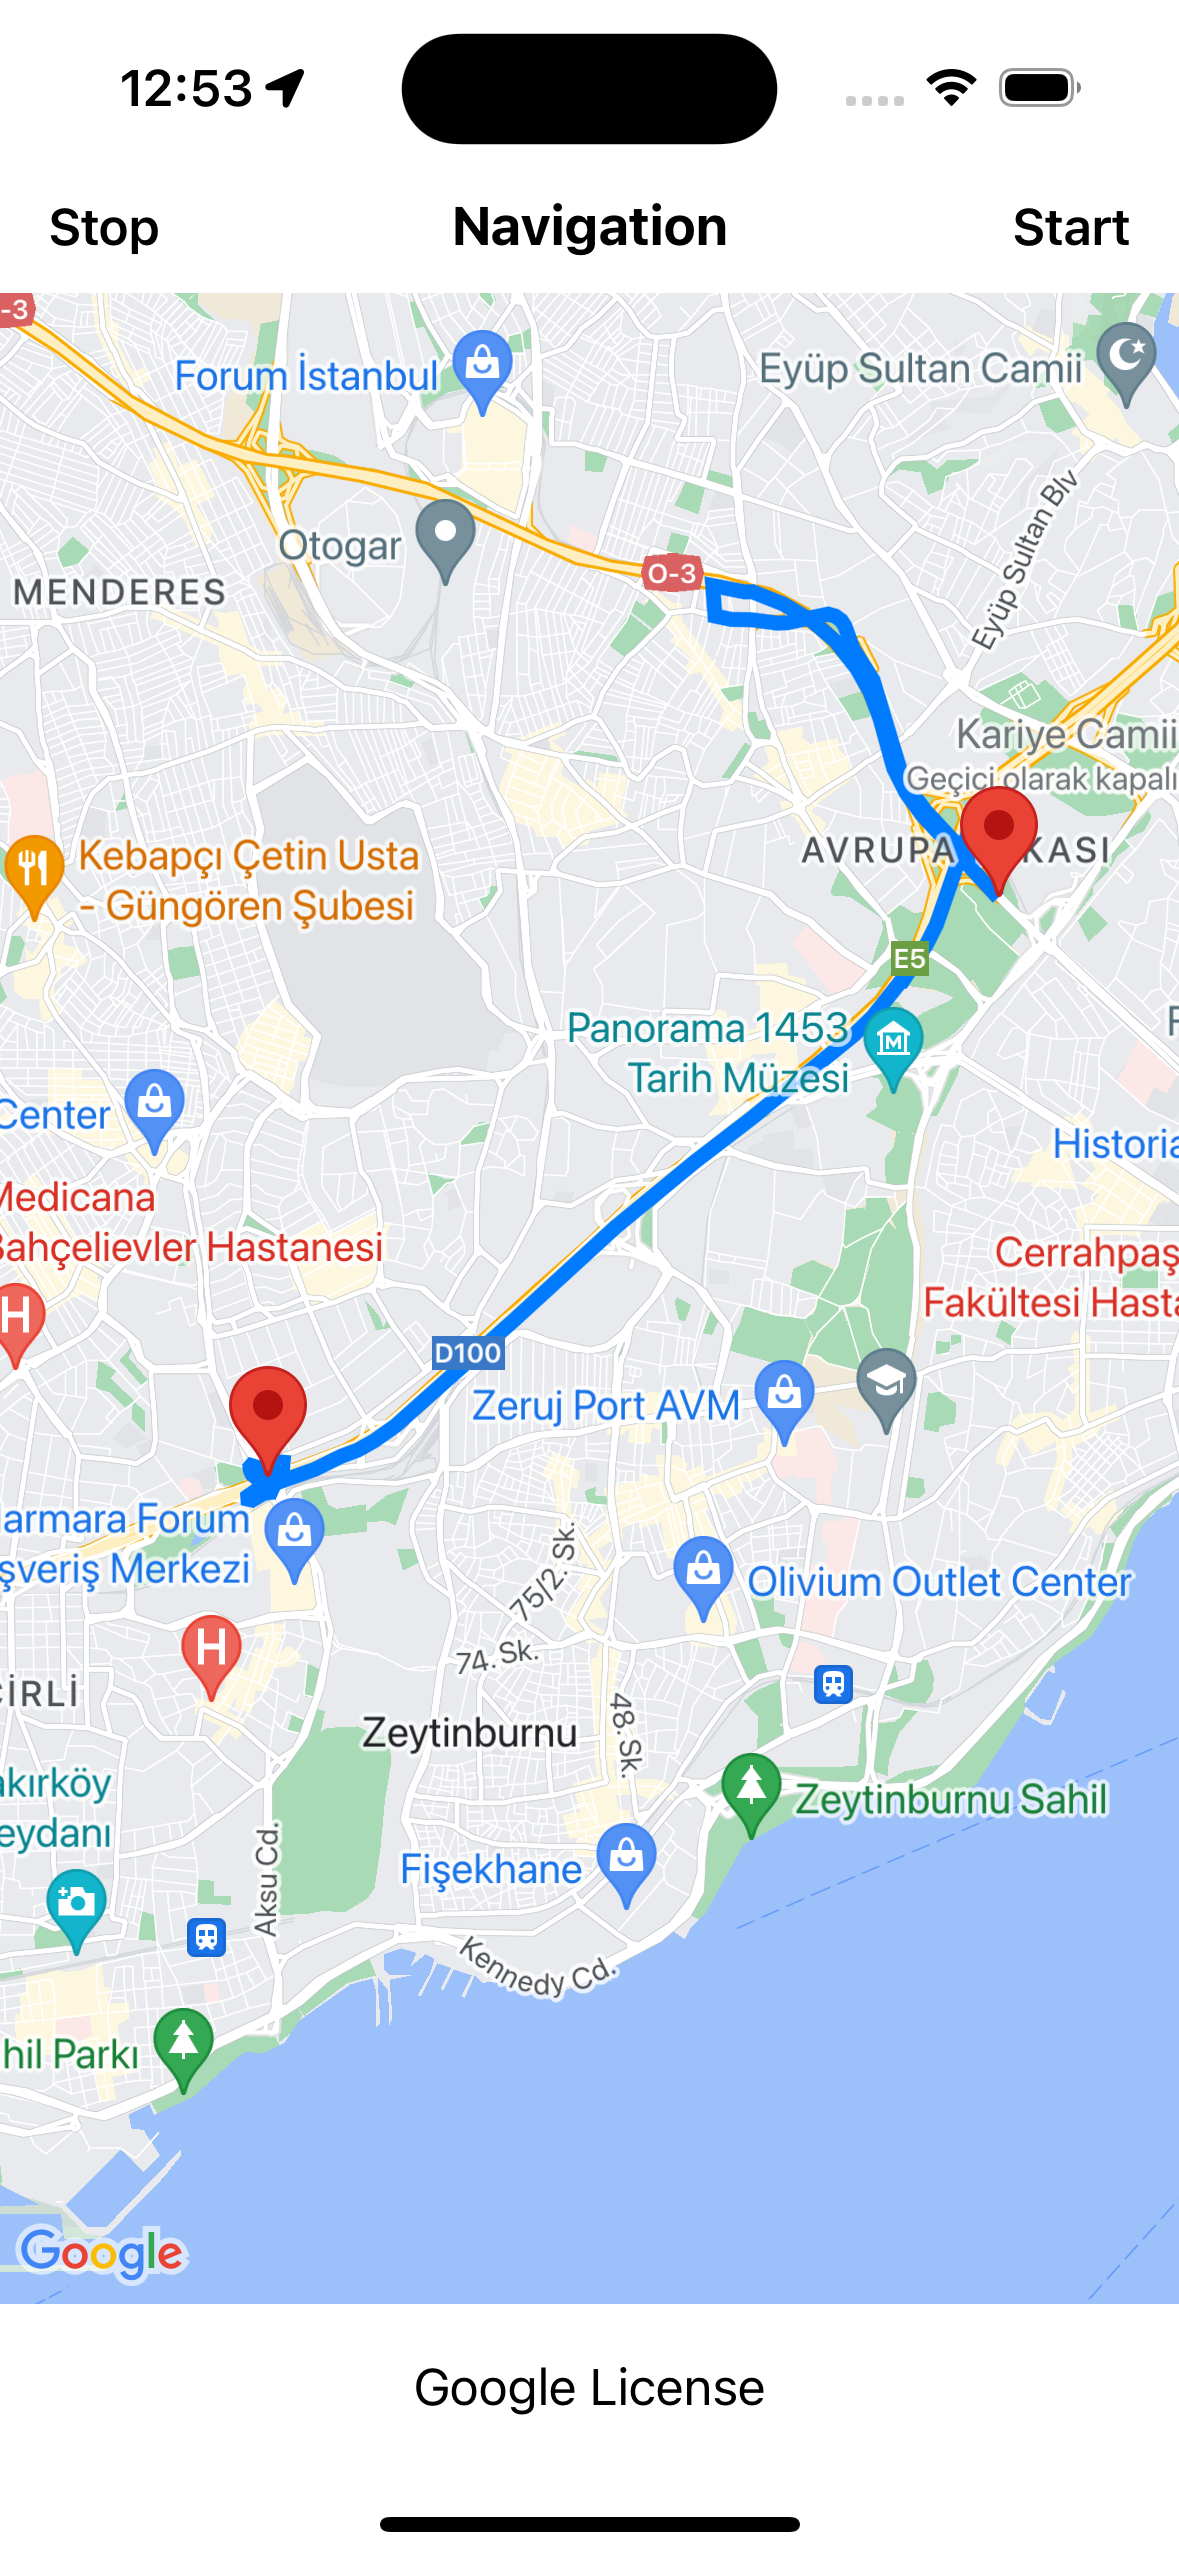 12:53
Stop
Navigation
Start
-3
Forum İstanbul
Eyüp Sultan Camii
Otogar
Eyüp Sultan Blv
O-3
MENDERES
Kariye Camii
Geçici olarak kapalı
AVRUPA KASI
Kebapçı Çetin Usta
- Güngören Şubesi
E5
Panorama 1453
Tarih Müzesi
Center
Historia
Medicana
Bahçelievler Hastanesi
Cerrahpaş
Fakültesi Hasta
H
D100
Zeruj Port AVM
armara Forum
şveriş Merkezi
75/2. Sk.
Olivium Outlet Center
H
74. Sk.
CİRLİ
48. Sk.
Zeytinburnu
akırköy
eydanı
Zeytinburnu Sahil
Aksu Cd.
Fişekhane
Kennedy Cd.
hil Parkı
Google
Google License